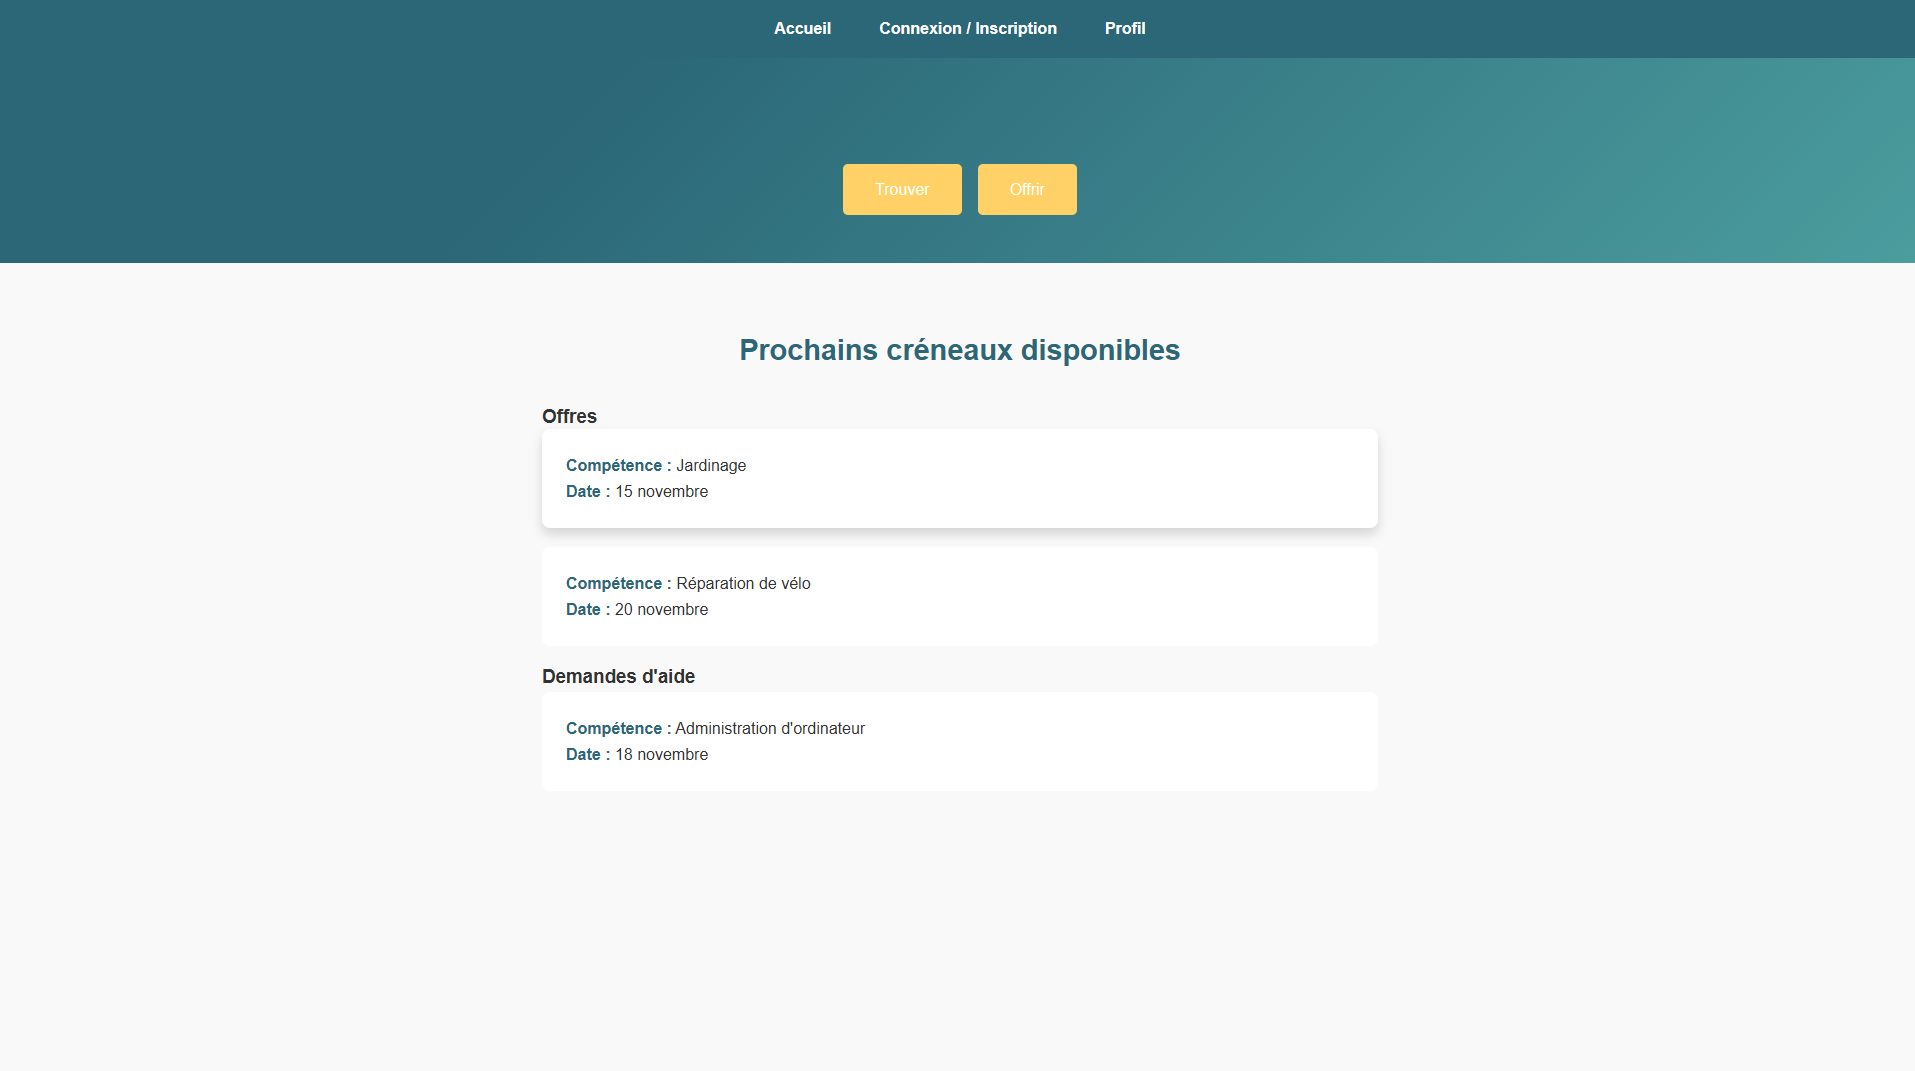 Accueil Connexion / Inscription Profil
Trouver Offrir
Prochains créneaux disponibles
Offres
Compétence : Jardinage
Date : 15 novembre
Compétence : Réparation de vélo
Date : 20 novembre
Demandes d'aide
Compétence : Administration d'ordinateur
Date : 18 novembre